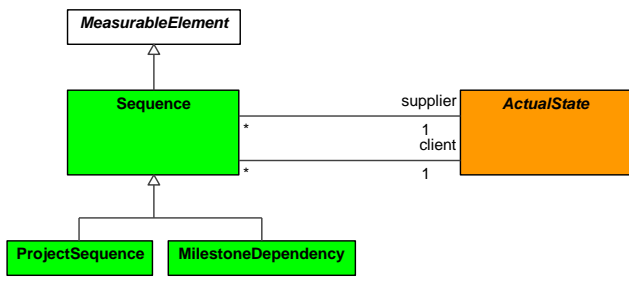 MeasurableElement
Sequence
supplier
ActualState
*
1
client
*
1
ProjectSequence
MilestoneDependency